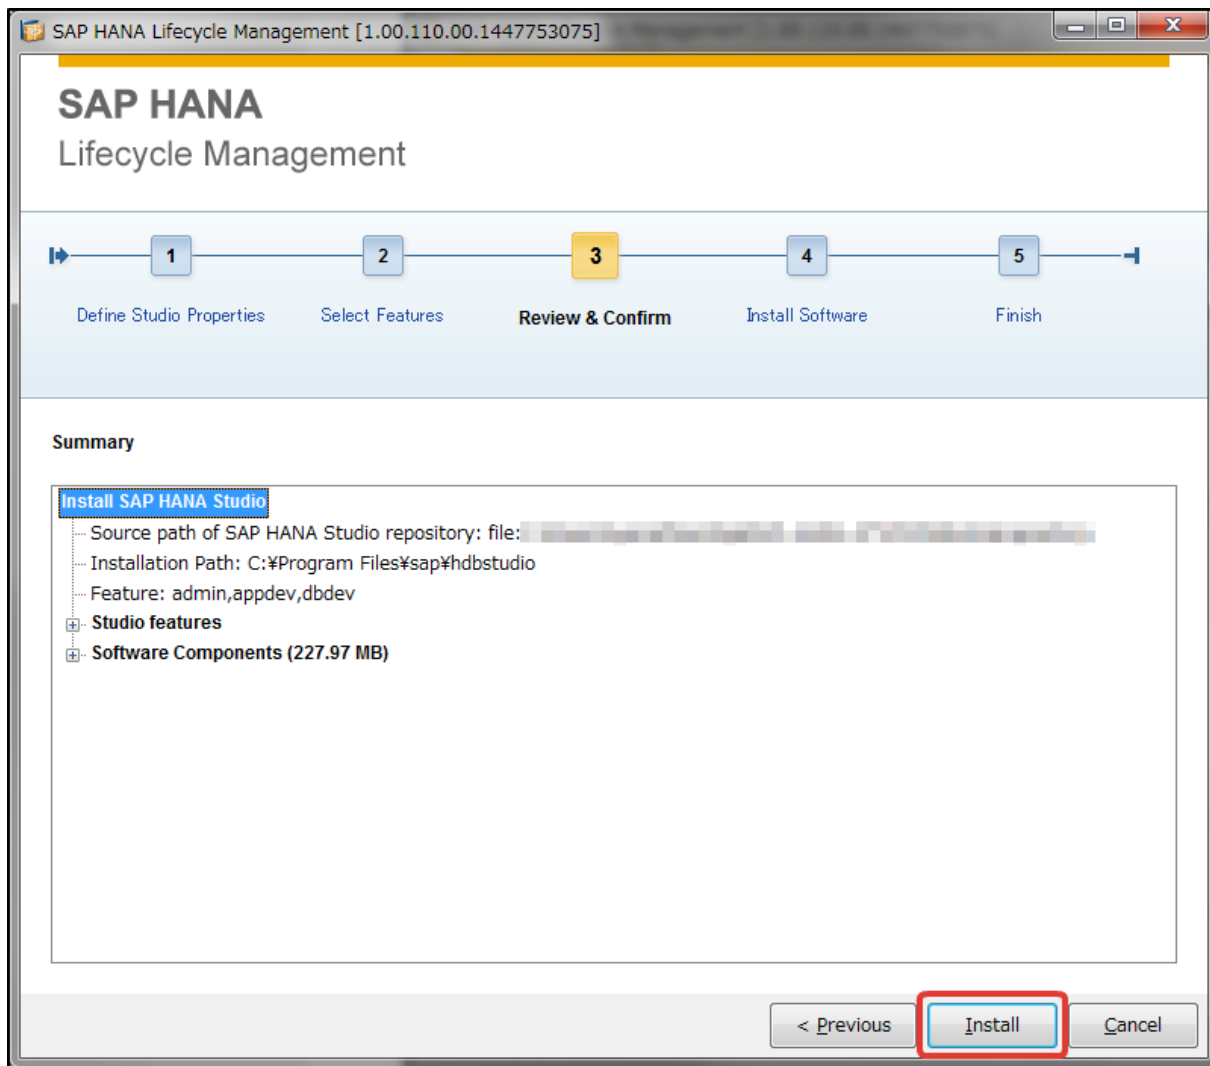 SAP HANA Lifecycle Management [1.00.110.00.1447753075]
SAP HANA
Lifecycle Management
1
2
3
4
5
Define Studio Properties
Select Features
Review & Confirm
Install Software
Finish
Summary
Install SAP HANA Studio
Source path of SAP HANA Studio repository: file:
Installation Path: C:¥Program Files¥sap¥hdbstudio
Feature: admin,appdev,dbdev
Studio features
Software Components (227.97 MB)
< Previous
Install
Cancel